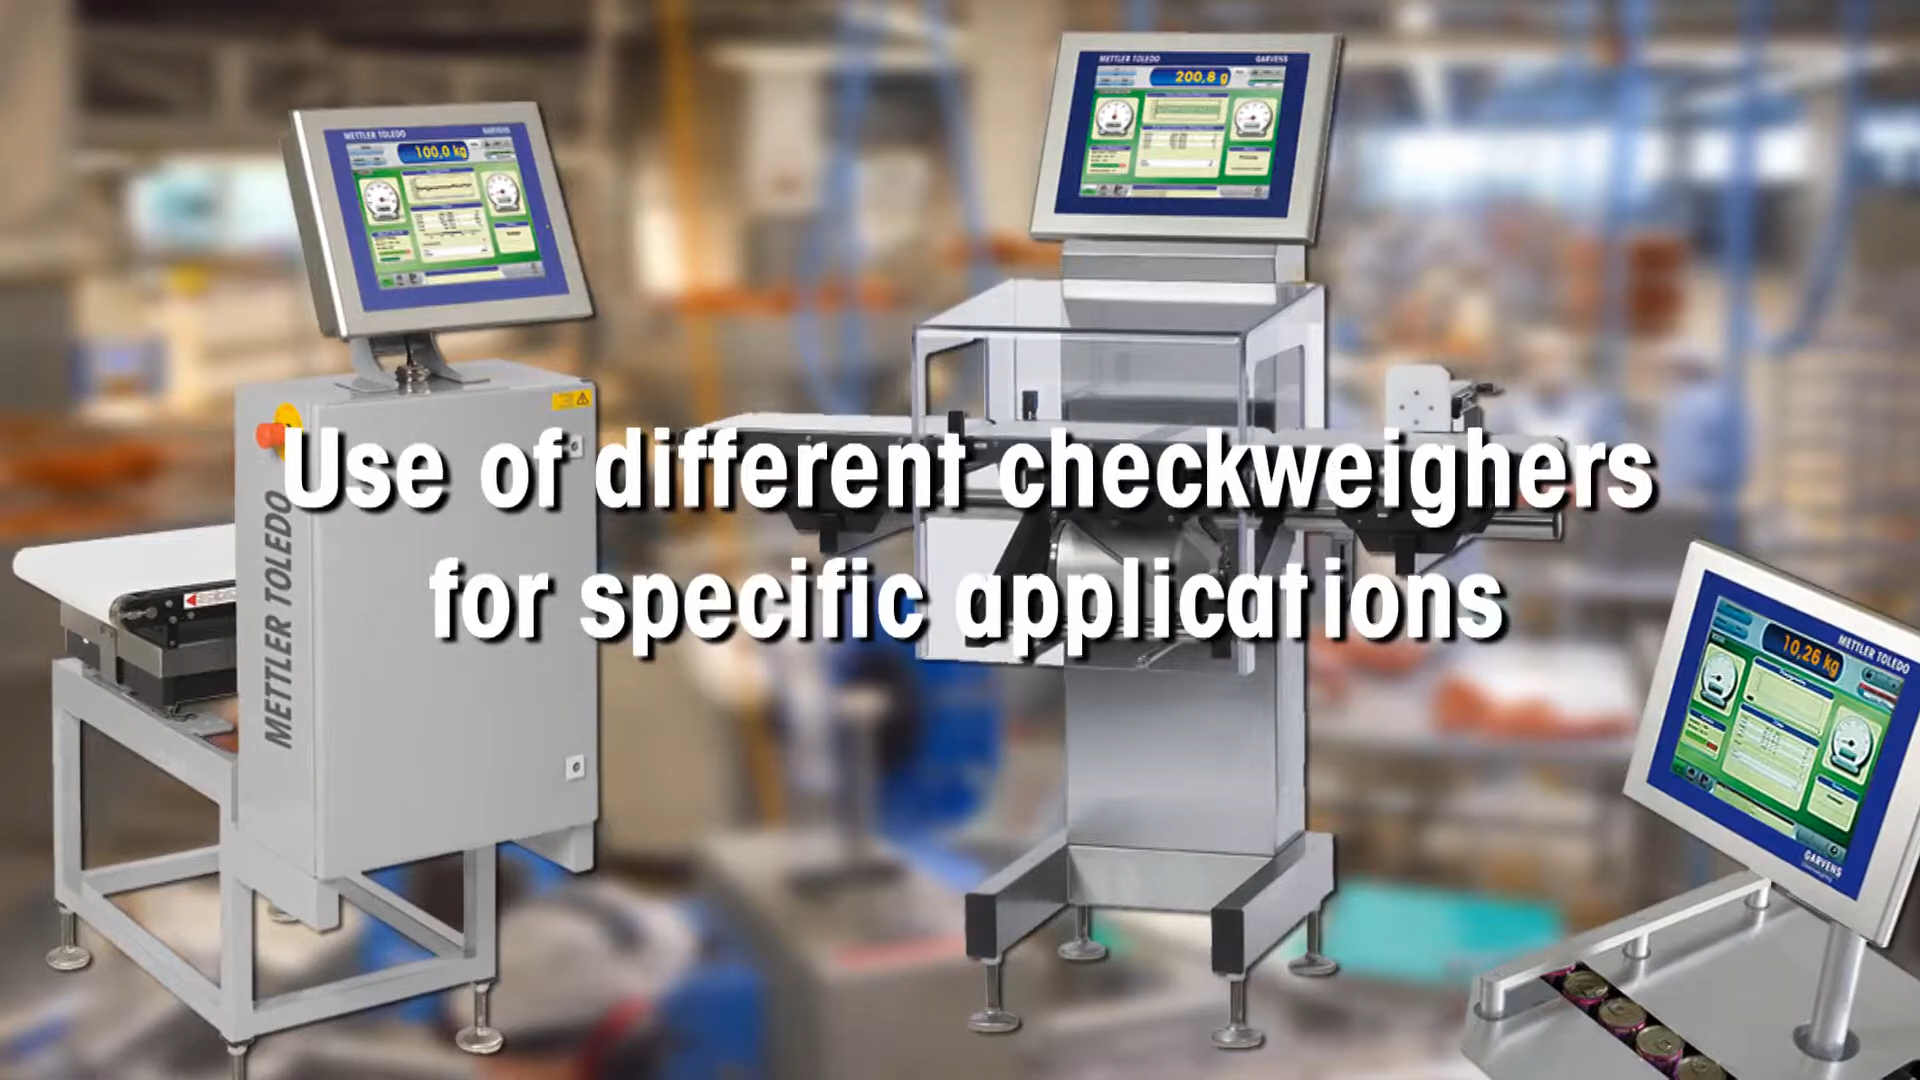 METTLER TOLEDO GARVENS
200,8 g
METTLER TOLEDO GARVENS
100,0 kg
Use of different checkweighers
for specific applications
METTLER TOLEDO
METTLER TOLEDO
10,26 kg
GARVENS